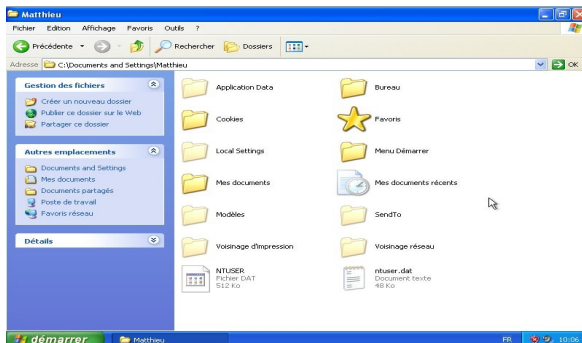 Matthieu
Fichier Edition Affichage Favoris Outils ?
Précédente Rechercher Dossiers
Adresse C:\Documents and Settings\Matthieu OK
Gestion des fichiers
Créer un nouveau dossier
Publier ce dossier sur le Web
Partager ce dossier
Autres emplacements
Documents and Settings
Mes documents
Documents partagés
Poste de travail
Favoris réseau
Détails
Application Data Bureau
Cookies Favoris
Local Settings Menu Démarrer
Mes documents Mes documents récents
Modèles SendTo
Voisinage d'impression Voisinage réseau
NTUSER ntuser.dat
Fichier DAT Document texte
512 Ko 48 Ko
démarrer Matthieu FR 10:06